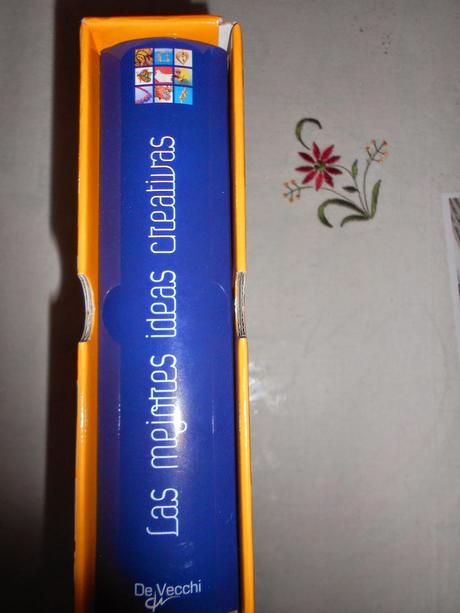 Las mejores ideas creativas
De Vecchi